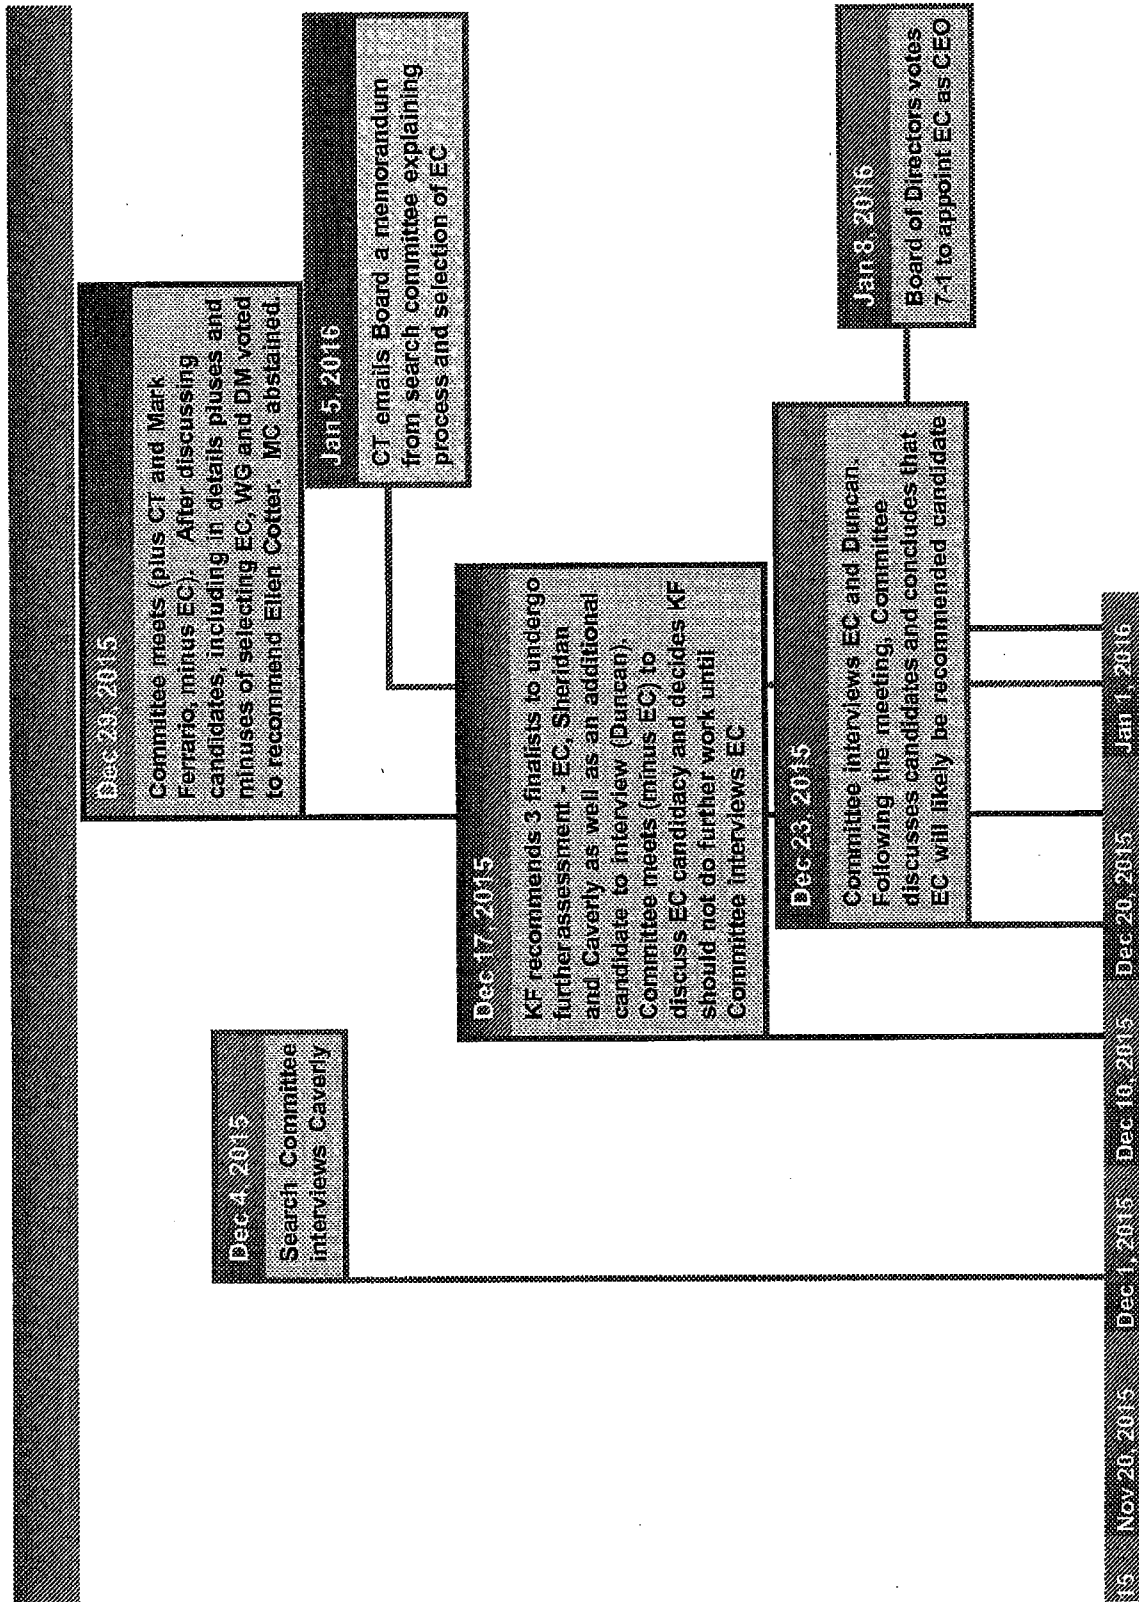 Dec 29, 2015
Committee meets (plus CT and Mark
Ferrario, minus EC). After discussing
candidates, including in details pluses and
minuses of selecting EC, WG and DM voted
to recommend Ellen Cotter. MC abstained.
Jan 5, 2016
CT emails Board a memorandum
from search committee explaining
process and selection of EC
Dec 4, 2015
Search Committee
interviews Caverly
Dec 17, 2015
KF recommends 3 finalists to undergo
further assessment - EC, Sheridan
and Caverly as well as an additional
candidate to interview (Duncan),
Committee meets (minus EC) to
discuss EC candidacy and decides KF
should not do further work until
Committee interviews EC
Dec 23, 2015
Committee interviews EC and Duncan.
Following the meeting, Committee
discusses candidates and concludes that
EC will likely be recommended candidate
Jan 8, 2016
Board of Directors votes
7-1 to appoint EC as CEO
15 Nov 20, 2015 Dec 1, 2015 Dec 10, 2015 Dec 20, 2015 Jan 1, 2016